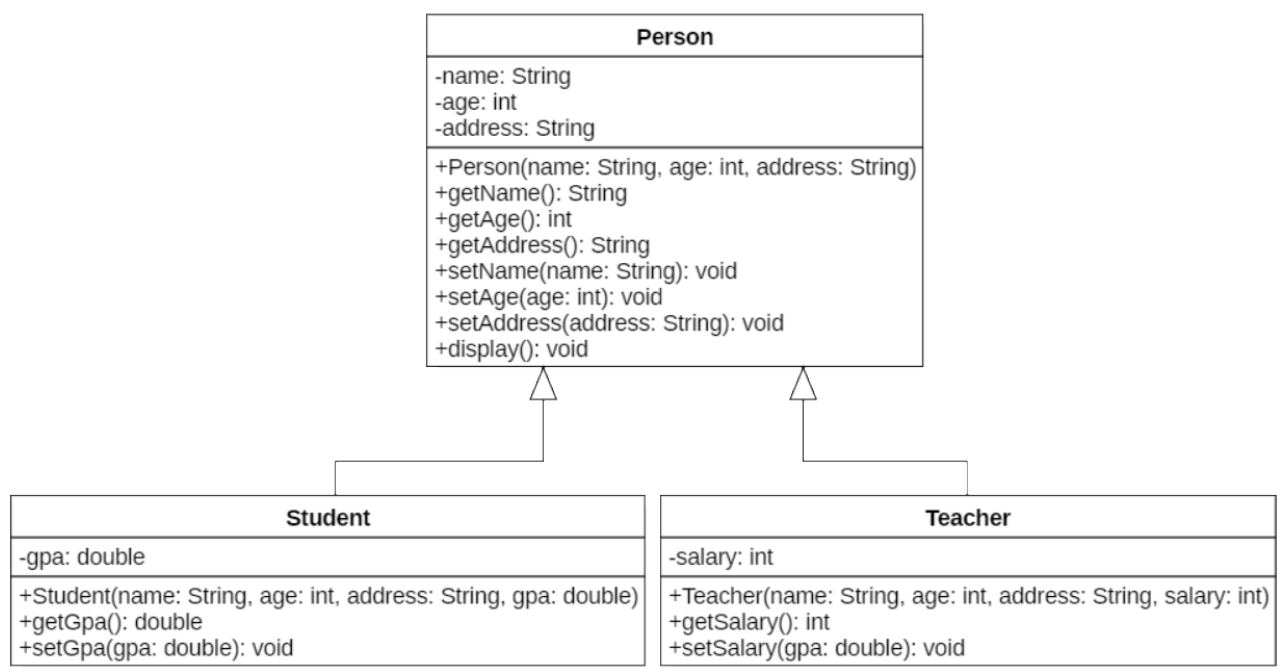 Person
-name: String
-age: int
-address: String
+Person(name: String, age: int, address: String)
+getName(): String
+getAge(): int
+getAddress(): String
+setName(name: String): void
+setAge(age: int): void
+setAddress(address: String): void
+display(): void
Student
-gpa: double
+Student(name: String, age: int, address: String, gpa: double)
+getGpa(): double
+setGpa(gpa: double): void
Teacher
-salary: int
+Teacher(name: String, age: int, address: String, salary: int)
+getSalary(): int
+setSalary(gpa: double): void